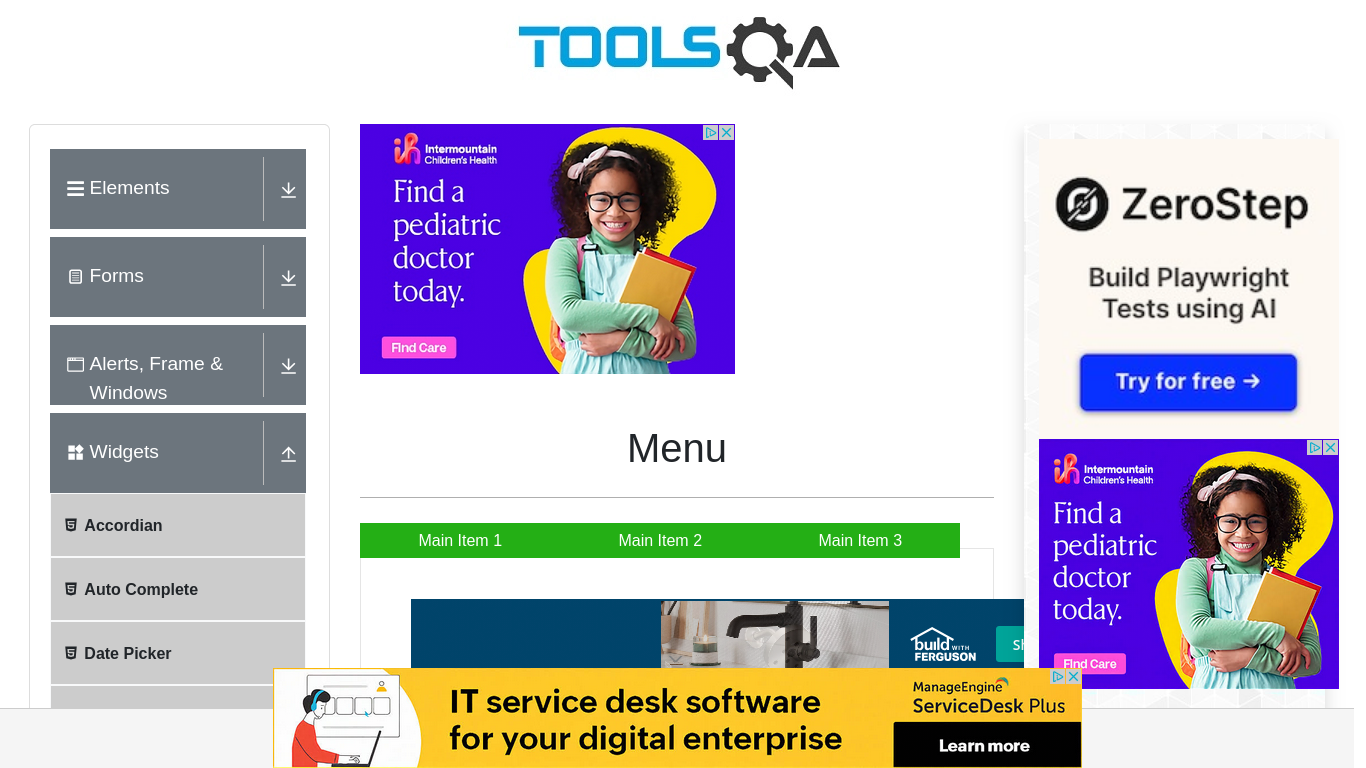 TOOLSQA
Elements
Forms
Alerts, Frame &
Windows
Widgets
Accordian
Auto Complete
Date Picker
Intermountain
Children's Health
Find a
pediatric
doctor
today.
Find Care
Menu
Main Item 1
Main Item 2
Main Item 3
build WITH
FERGUSON
ZeroStep
Build Playwright
Tests using AI
Try for free →
Intermountain
Children's Health
Find a
pediatric
doctor
today.
Find Care
IT service desk software
for your digital enterprise
ManageEngine
ServiceDesk Plus
Learn more